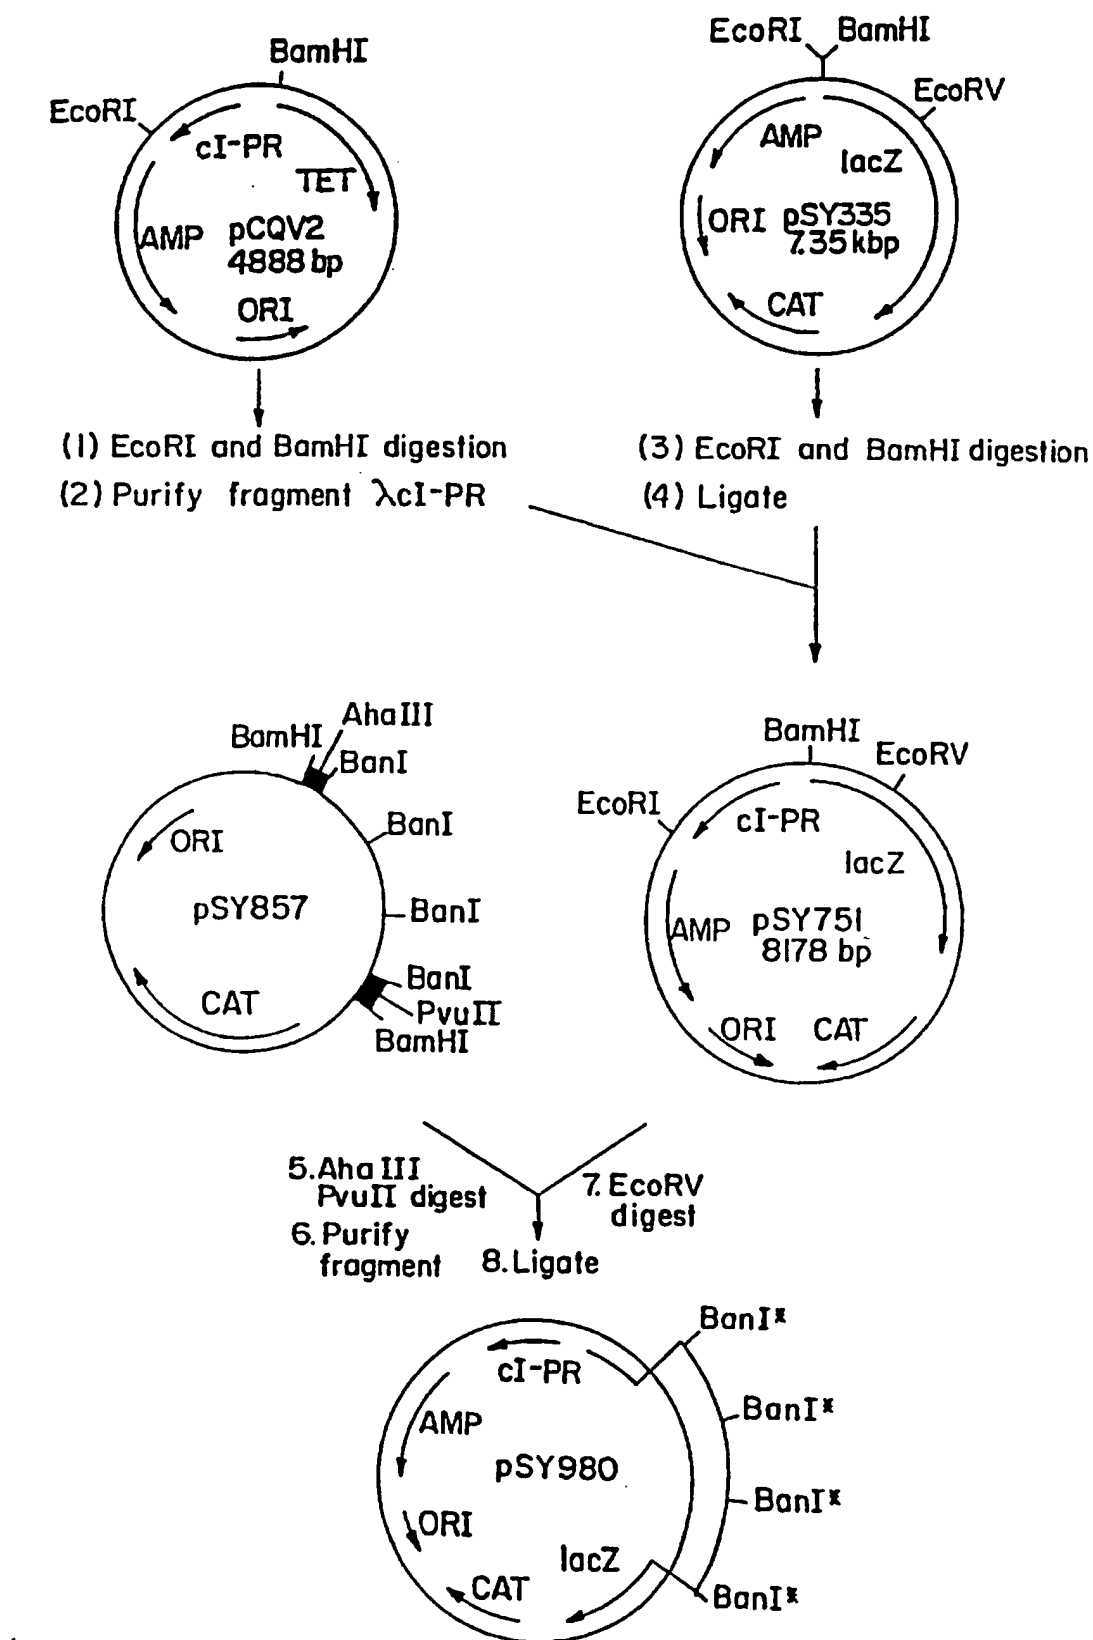 BamHI
EcoRI
cI-PR
TET
AMP
pCQV2
4888 bp
ORI
EcoRI
BamHI
EcoRV
AMP
lacZ
ORI
pSY335
7.35 kbp
CAT
(1) EcoRI and BamHI digestion
(2) Purify fragment λcI-PR
(3) EcoRI and BamHI digestion
(4) Ligate
BamHI
AhaIII
BanI
BanI
BanI
BanI
PvuII
BamHI
ORI
pSY857
CAT
BamHI
EcoRV
EcoRI
cI-PR
lacZ
AMP
pSY751
8178 bp
ORI
CAT
5. Aha III
PvuII digest
6. Purify
fragment
7. EcoRV
digest
8. Ligate
BanI*
cI-PR
AMP
BanI*
pSY980
BanI*
ORI
lacZ
CAT
BanI*